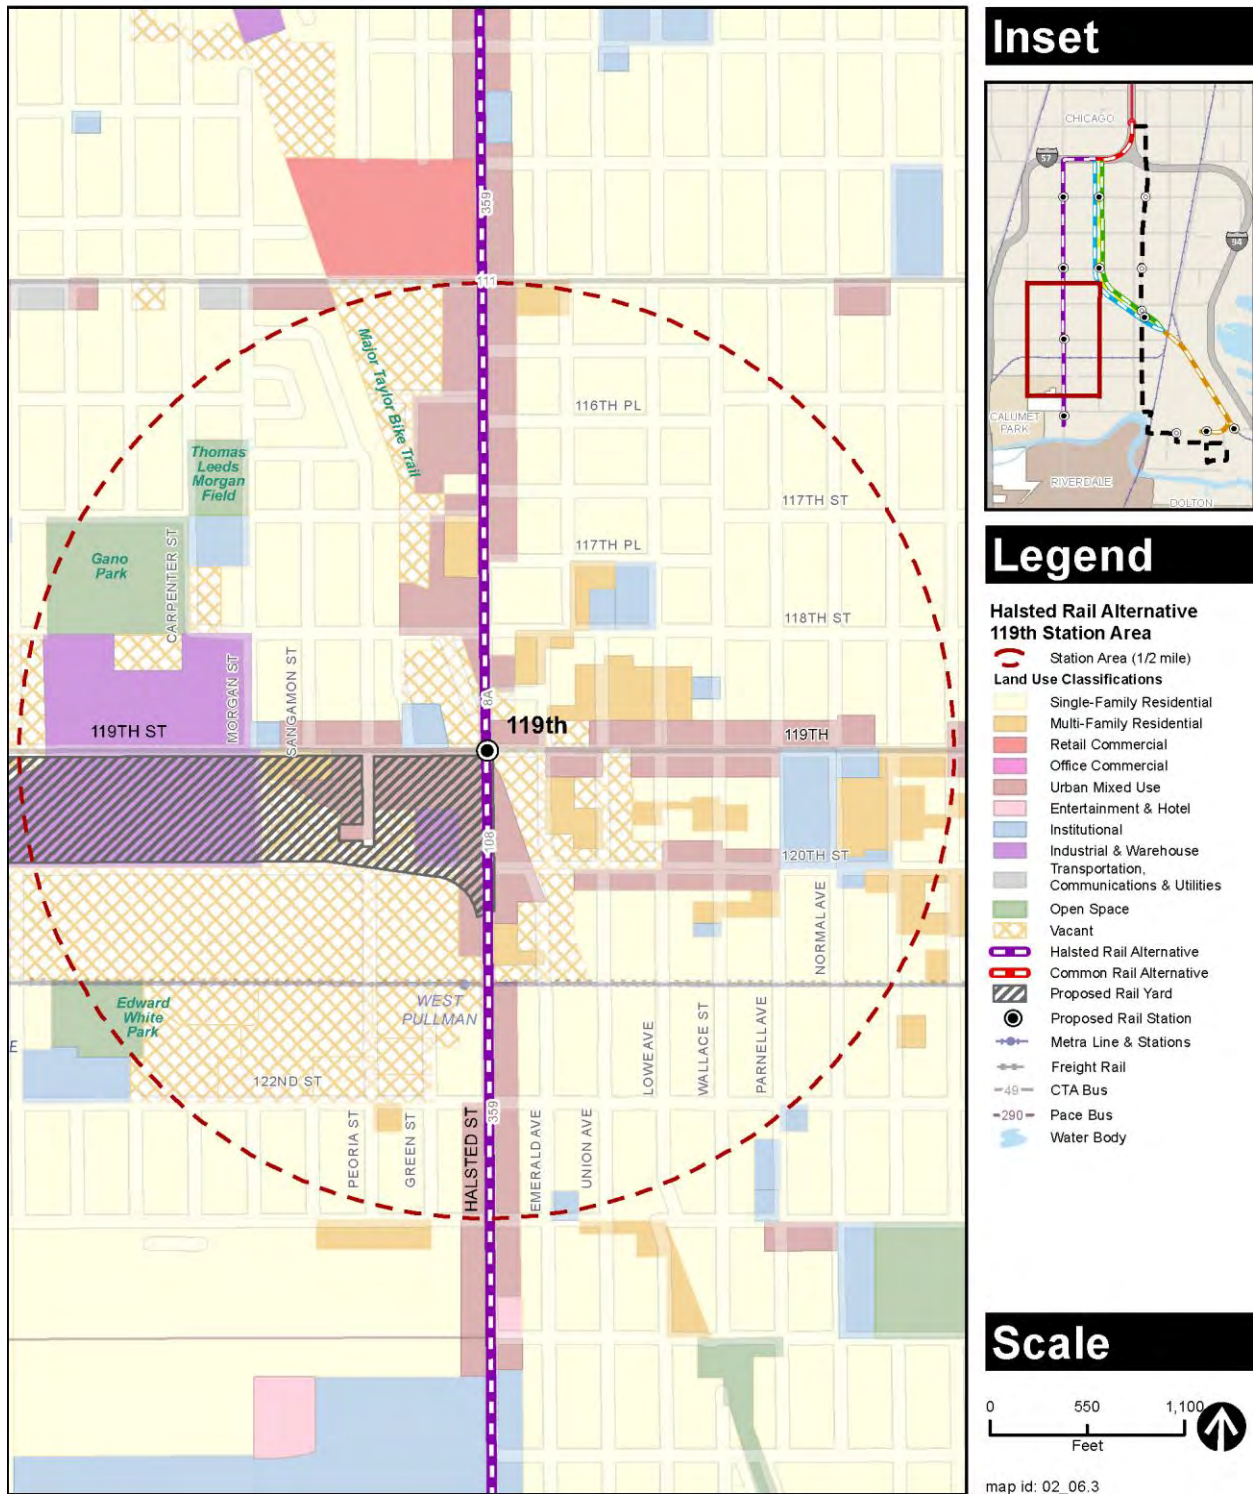 359
111
Major Taylor Bike Trail
116TH PL
Thomas
Leeds
Morgan
Field
117TH ST
Gano
Park
CARPENTER ST
117TH PL
118TH ST
MORGAN ST
SANGAMON ST
8A
119TH ST
119th
119TH
108
120TH ST
NORMAL AVE
Edward
White
Park
WEST
PULLMAN
E
122ND ST
LOWE AVE
WALLACE ST
PARNELL AVE
359
PEORIA ST
GREEN ST
HALSTED ST
EMERALD AVE
UNION AVE
Inset
CHICAGO
57
94
CALUMET
PARK
RIVERDALE
DOLTON
Legend
Halsted Rail Alternative
119th Station Area
Station Area (1/2 mile)
Land Use Classifications
Single-Family Residential
Multi-Family Residential
Retail Commercial
Office Commercial
Urban Mixed Use
Entertainment & Hotel
Institutional
Industrial & Warehouse
Transportation,
Communications & Utilities
Open Space
Vacant
Halsted Rail Alternative
Common Rail Alternative
Proposed Rail Yard
Proposed Rail Station
Metra Line & Stations
Freight Rail
49 CTA Bus
290 Pace Bus
Water Body
Scale
0 550 1,100
Feet
map id: 02_06.3